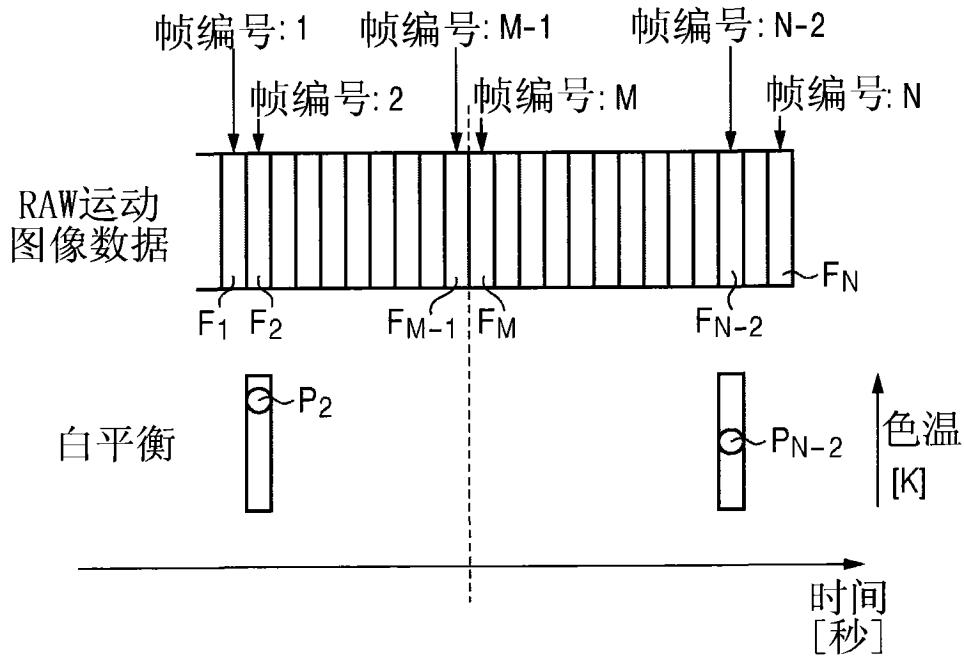 帧编号: 1
帧编号: M-1
帧编号: N-2
帧编号: 2
帧编号: M
帧编号: N
RAW运动
图像数据
F1
F2
FM-1
FM
FN-2
FN
白平衡
P2
PN-2
色温
[K]
时间
[秒]